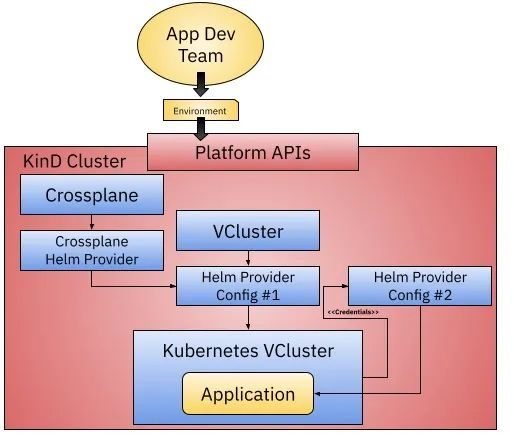 App Dev
Team
Environment
Platform APIs
KinD Cluster
Crossplane
Crossplane
Helm Provider
VCluster
Helm Provider
Config #1
Helm Provider
Config #2
<<Credentials>>
Kubernetes VCluster
Application